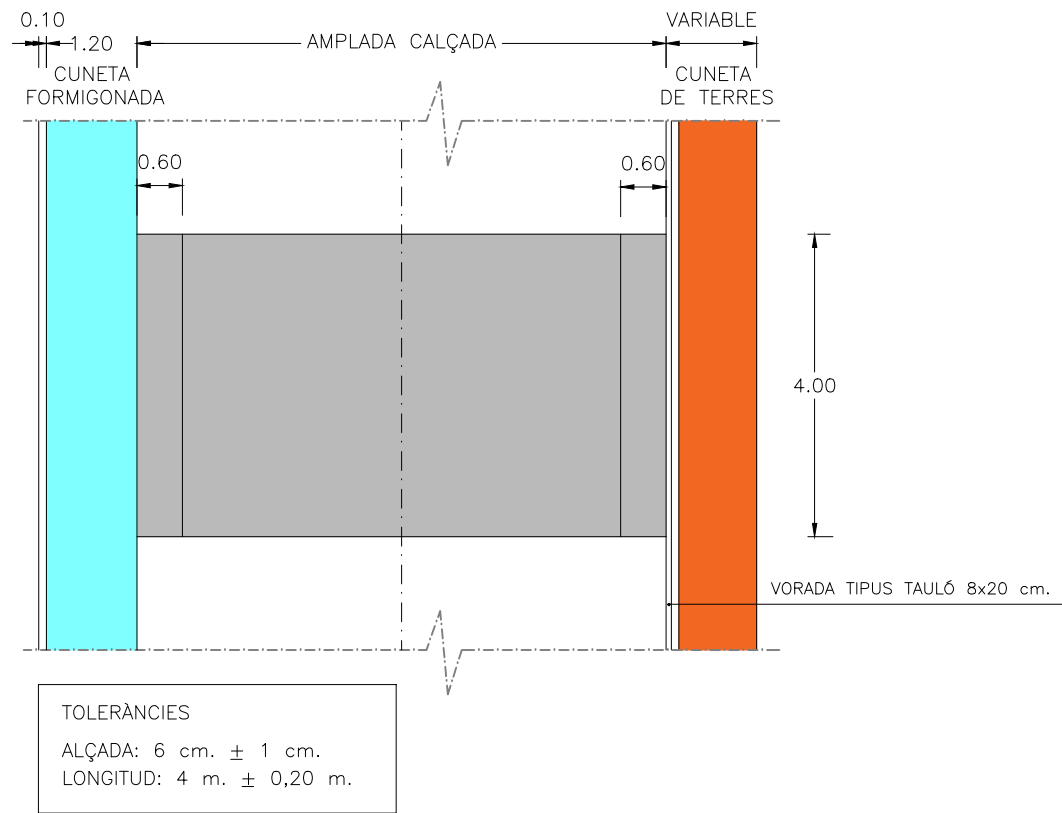 0.10
1.20
AMPLADA CALÇADA
VARIABLE
CUNETA
FORMIGONADA
CUNETA
DE TERRES
0.60
0.60
4.00
VORADA TIPUS TAULÓ 8x20 cm.
TOLERÀNCIES
ALÇADA: 6 cm. ± 1 cm.
LONGITUD: 4 m. ± 0,20 m.